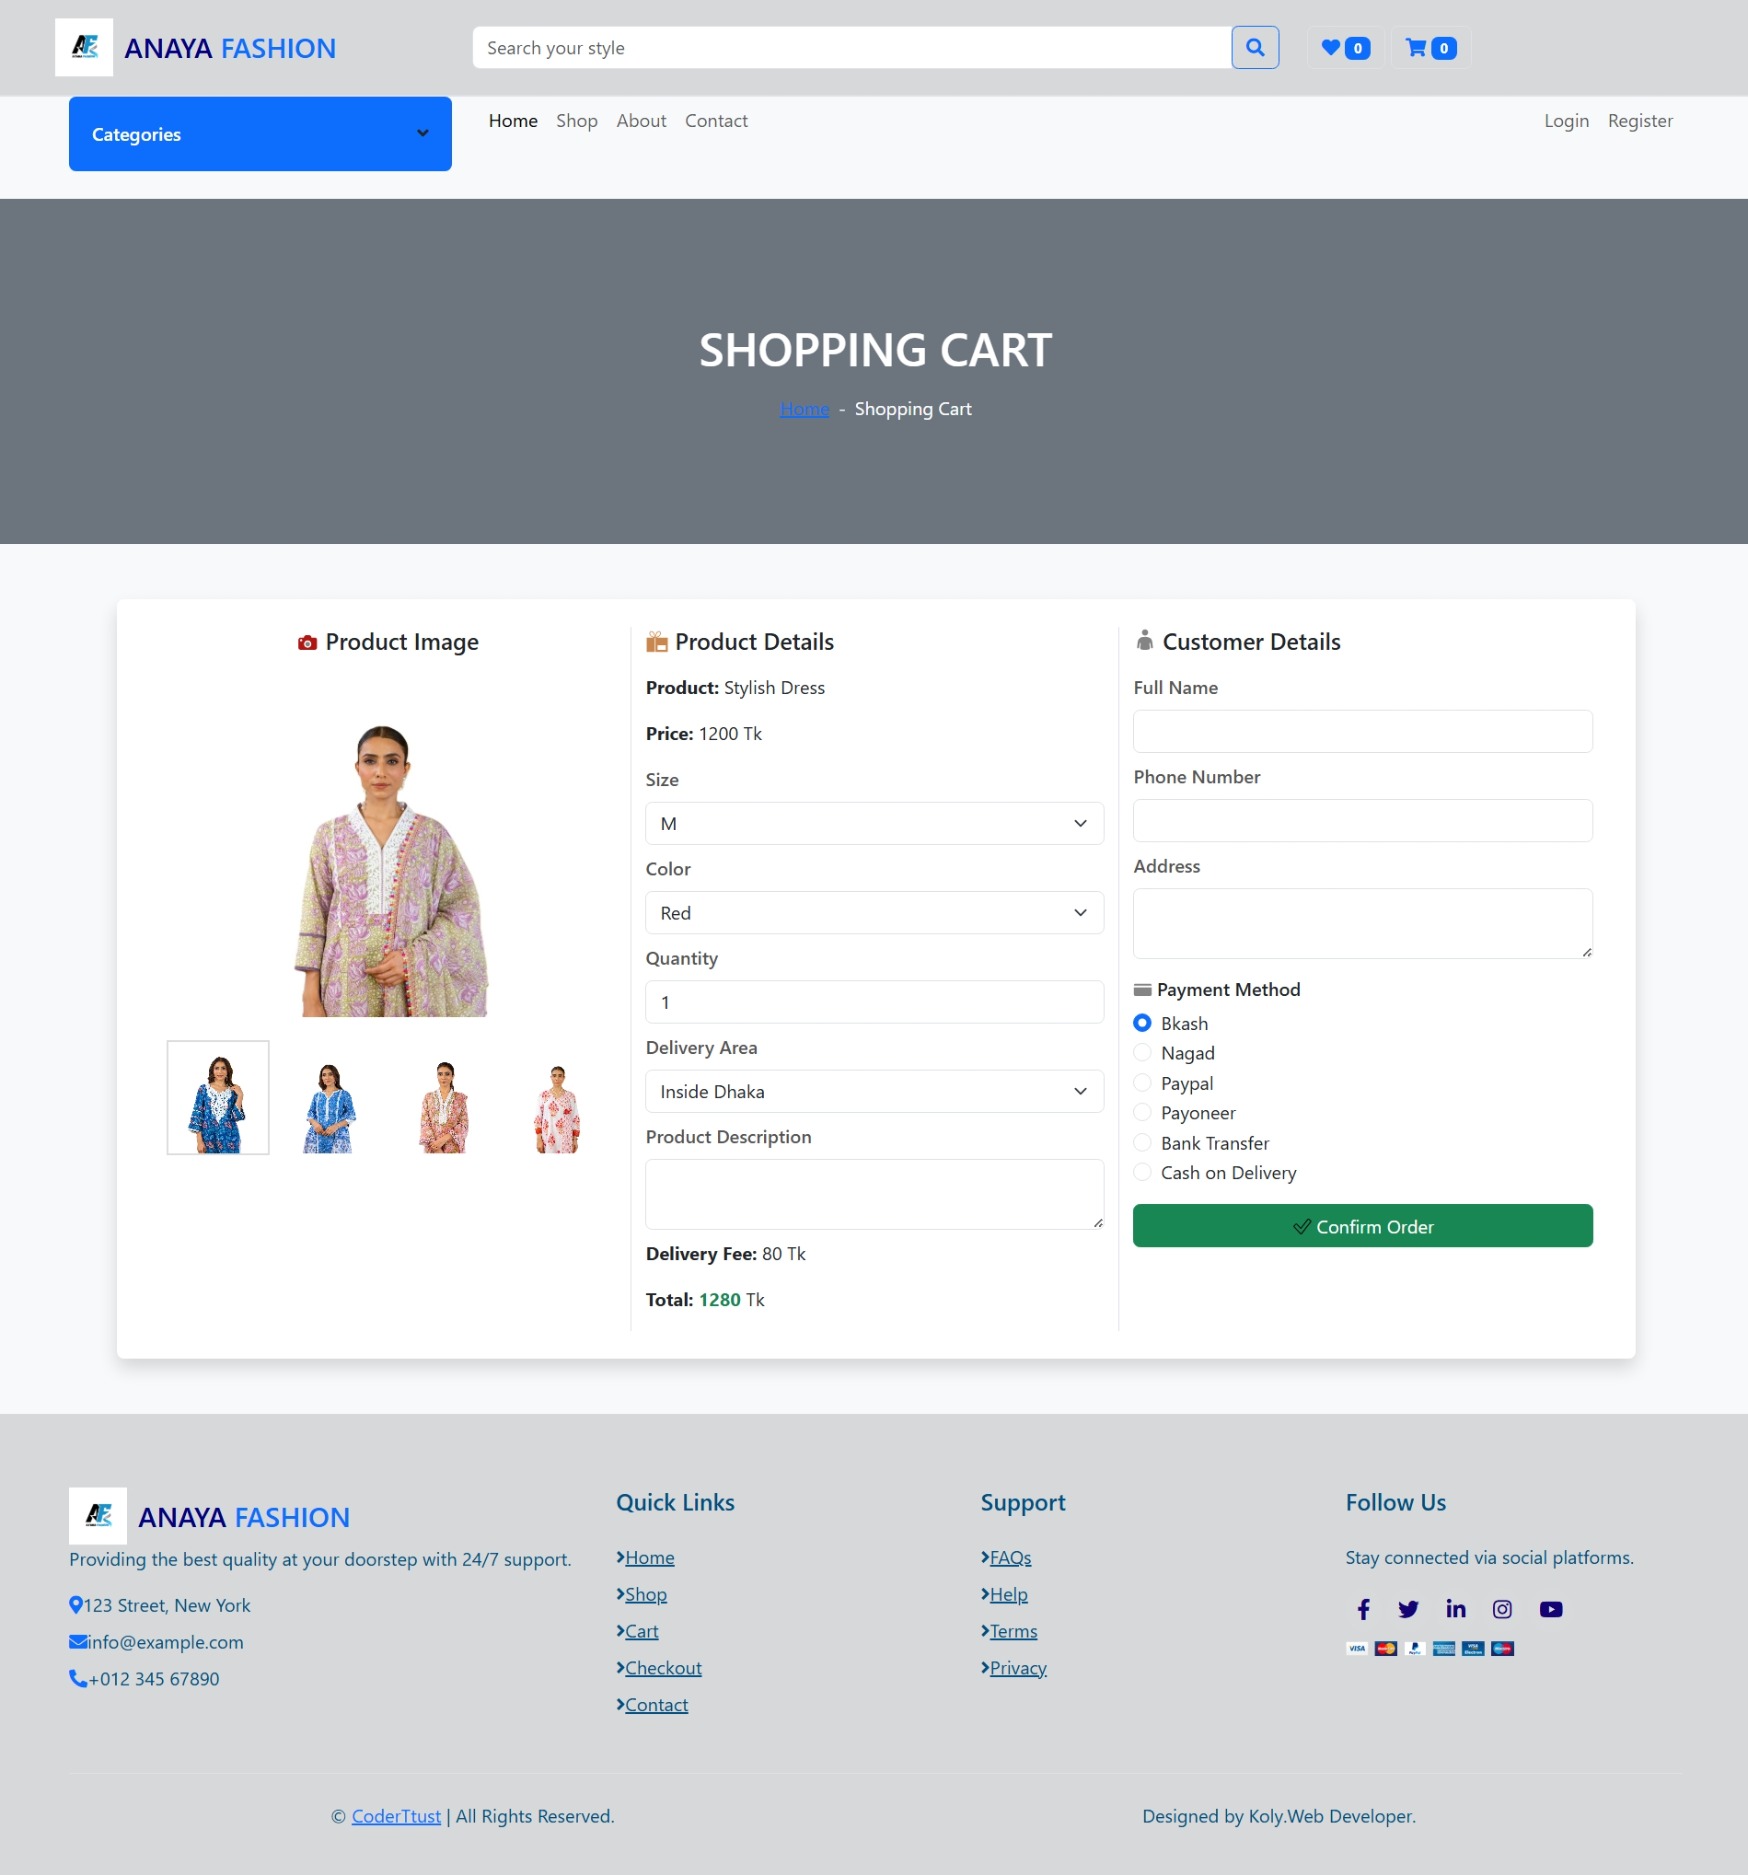 ANAYA FASHION
Search your style
0
0
Categories
Home Shop About Contact
Login Register
SHOPPING CART
Home - Shopping Cart
Product Image
Product Details
Product: Stylish Dress
Price: 1200 Tk
Size
M
Color
Red
Quantity
1
Delivery Area
Inside Dhaka
Product Description
Delivery Fee: 80 Tk
Total: 1280 Tk
Customer Details
Full Name
Phone Number
Address
Payment Method
Bkash
Nagad
Paypal
Payoneer
Bank Transfer
Cash on Delivery
Confirm Order
ANAYA FASHION
Providing the best quality at your doorstep with 24/7 support.
123 Street, New York
info@example.com
+012 345 67890
Quick Links
Home
Shop
Cart
Checkout
Contact
Support
FAQs
Help
Terms
Privacy
Follow Us
Stay connected via social platforms.
VISA
© CoderTtust | All Rights Reserved.
Designed by Koly.Web Developer.